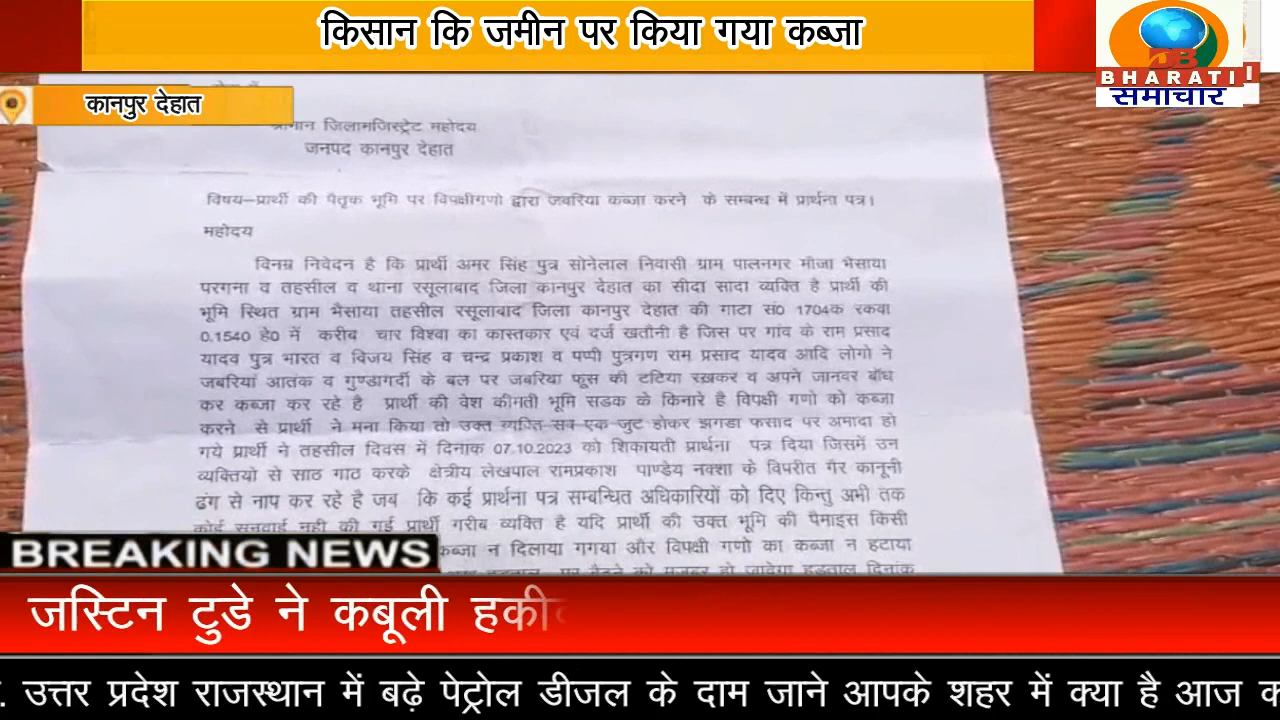 किसान कि जमीन पर किया गया कब्जा
BHARATI
समाचार
कानपुर देहात
जिलामजिस्ट्रेट महोदय
जनपद कानपुर देहात
विषय–प्रार्थी की पैतृक भूमि पर विपक्षीगणो द्वारा जबरिया कब्जा करने के सम्बन्ध में प्रार्थना पत्र।
महोदय
विनम्र निवेदन है कि प्रार्थी अमर सिंह पुत्र सोनेलाल निवासी ग्राम पालनगर मौजा भैसाया
परगना व तहसील व थाना रसूलाबाद जिला कानपुर देहात का सीदा सादा व्यक्ति है प्रार्थी की
भूमि स्थित ग्राम भैसाया तहसील रसूलाबाद जिला कानपुर देहात की गाटा सं0 1704क रकवा
0.1540 हे0 में करीब चार विश्वा का कास्तकार एवं दर्ज खतौनी है जिस पर गांव के राम प्रसाद
यादव पुत्र भारत व विजय सिंह व चन्द्र प्रकाश व पप्पी पुत्रगण राम प्रसाद यादव आदि लोगो ने
जबरियां आतंक व गुण्डागर्दी के बल पर जबरिया फूस की टटिया रखकर व अपने जानवर बाँध
कर कब्जा कर रहे है प्रार्थी की वेश कीमती भूमि सडक के किनारे है विपक्षी गणो को कब्जा
करने से प्रार्थी ने मना किया तो उक्त व्यक्ति सब एक जुट होकर झगडा फसाद पर अमादा हो
गये प्रार्थी ने तहसील दिवस में दिनाक 07.10.2023 को शिकायती प्रार्थना पत्र दिया जिसमें उन
व्यक्तियो से साठ गाठ करके क्षेत्रीय लेखपाल रामप्रकाश पाण्डेय नक्शा के विपरीत गैर कानूनी
ढंग से नाप कर रहे है जब कि कई प्रार्थना पत्र सम्बन्धित अधिकारियों को दिए किन्तु अभी तक
कोई सुनवाई नही की गई प्रार्थी गरीब व्यक्ति है यदि प्रार्थी की उक्त भूमि की पैमाइस किसी
कब्जा न दिलाया गगया और विपक्षी गणो का कब्जा न हटाया
पर बैठने को मजबूर हो जावेगा हडताल दिनांक
BREAKING NEWS
जस्टिन टुडे ने कबूली
उत्तर प्रदेश राजस्थान में बढ़े पेट्रोल डीजल के दाम जाने आपके शहर में क्या है आज